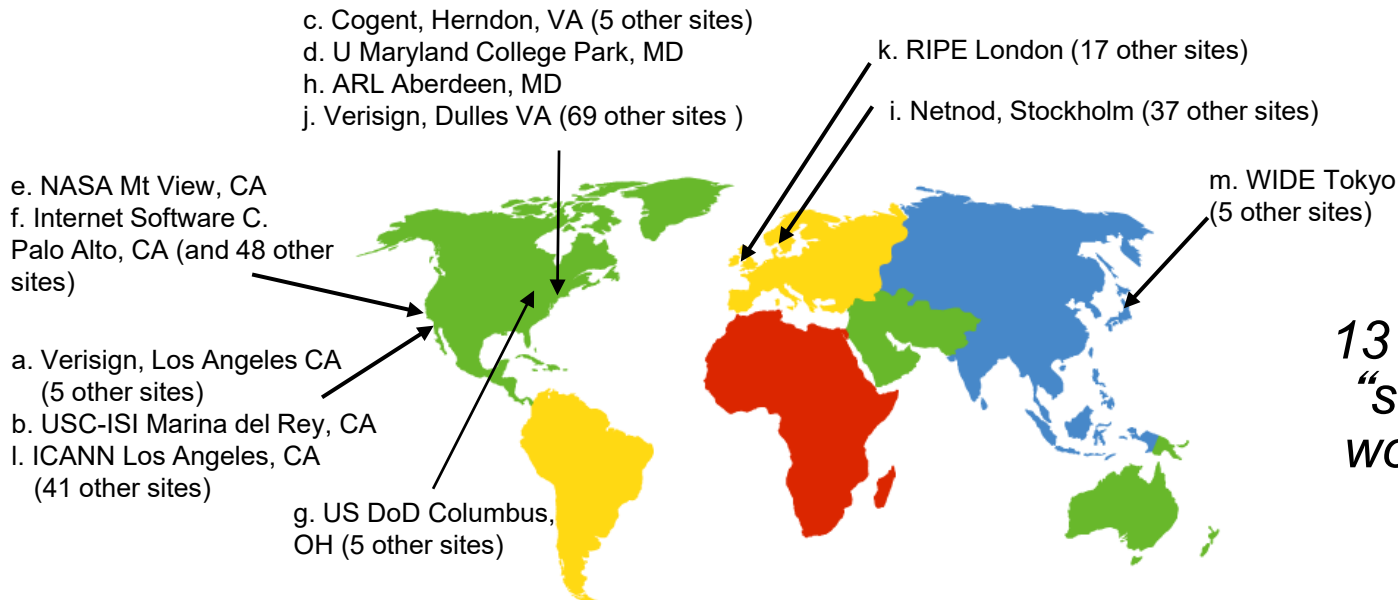 c. Cogent, Herndon, VA (5 other sites)
d. U Maryland College Park, MD
h. ARL Aberdeen, MD
j. Verisign, Dulles VA (69 other sites )
k. RIPE London (17 other sites)
i. Netnod, Stockholm (37 other sites)
m. WIDE Tokyo
(5 other sites)
e. NASA Mt View, CA
f. Internet Software C.
Palo Alto, CA (and 48 other
sites)
a. Verisign, Los Angeles CA
(5 other sites)
b. USC-ISI Marina del Rey, CA
l. ICANN Los Angeles, CA
(41 other sites)
g. US DoD Columbus,
OH (5 other sites)
13
“s
wo